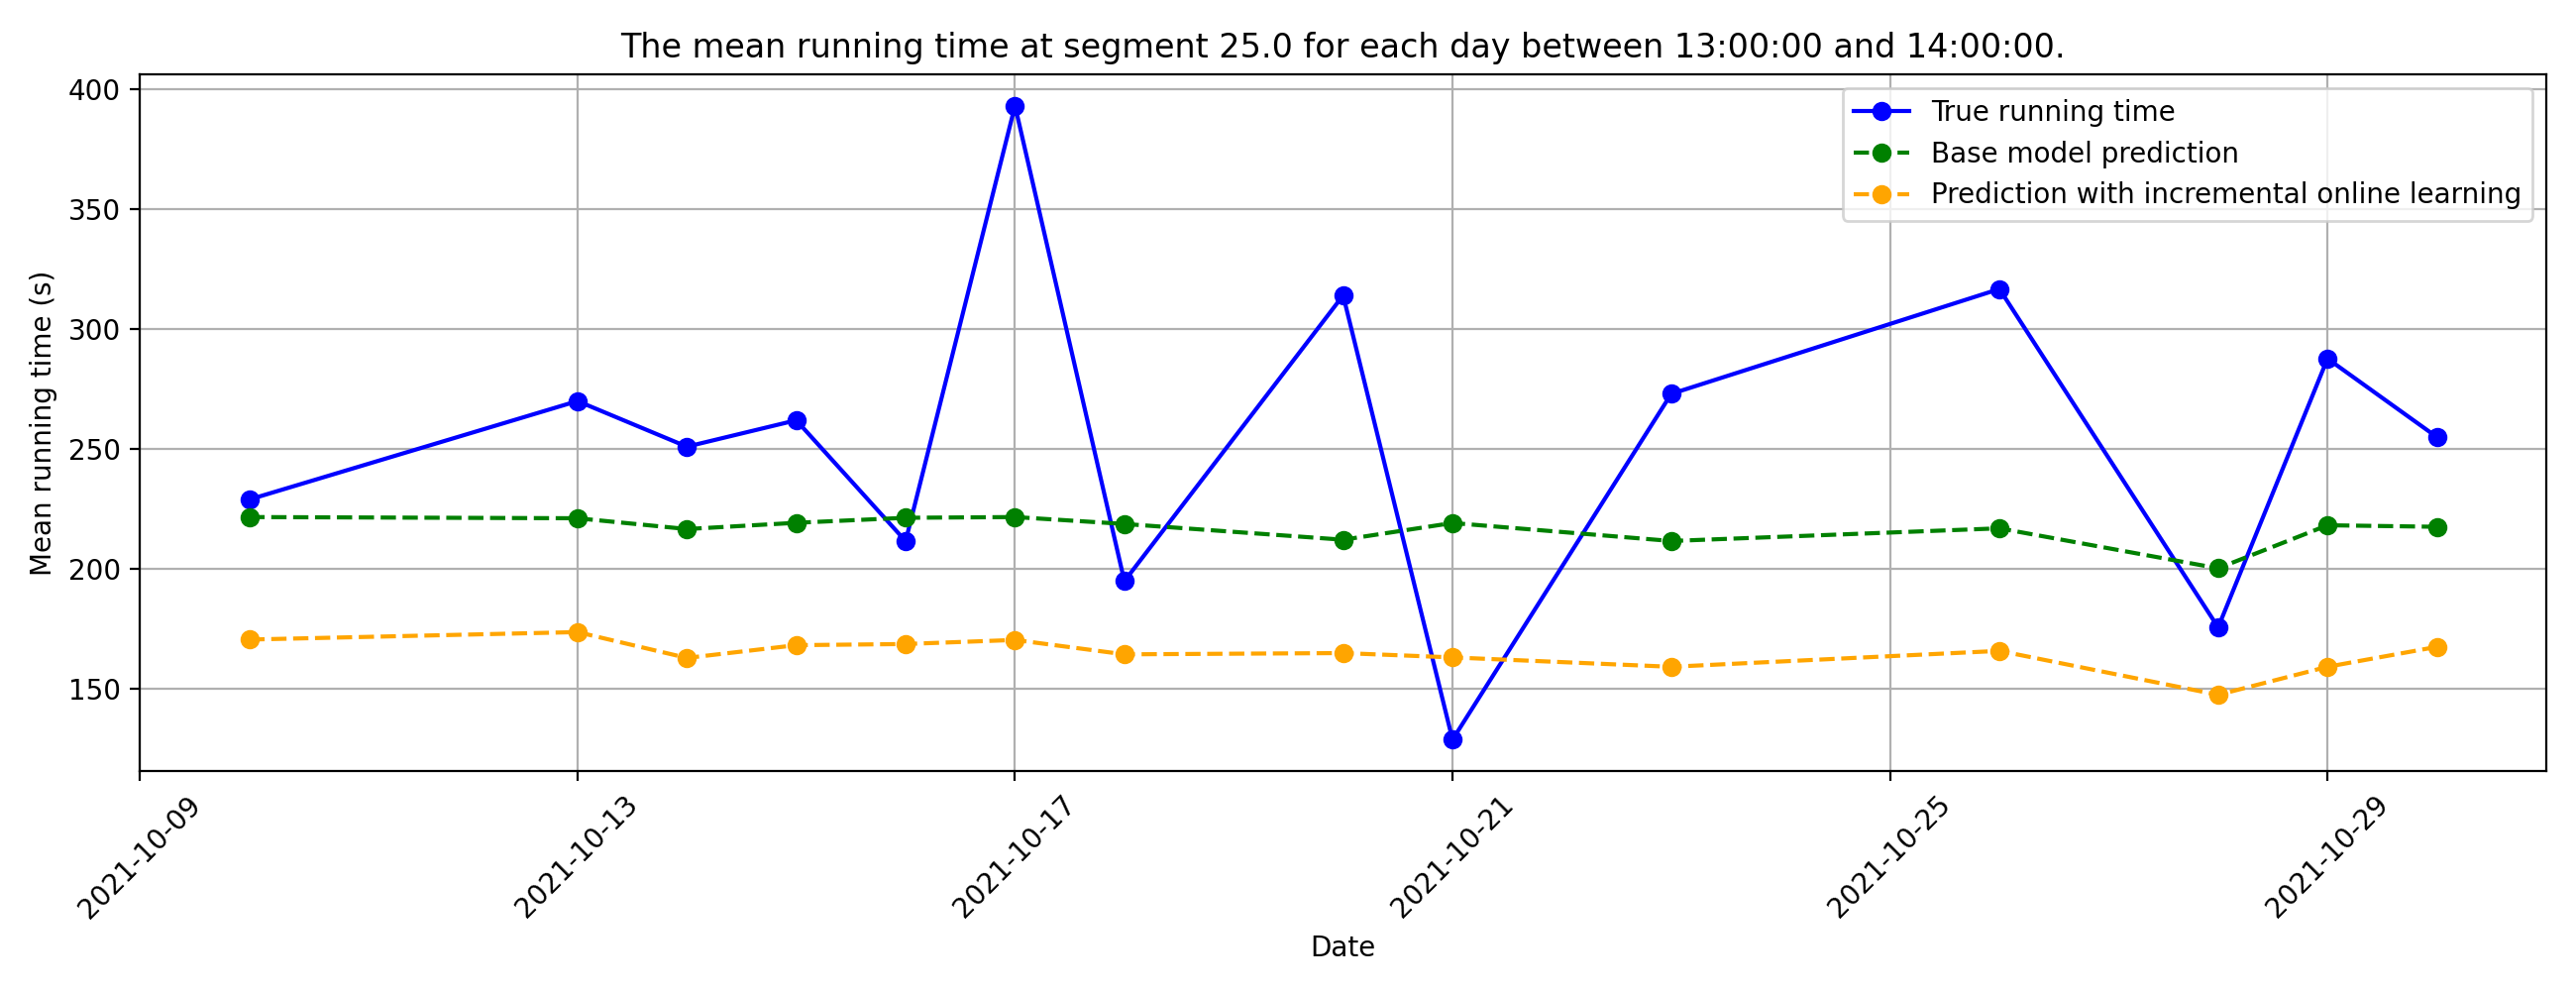 The mean running time at segment 25.0 for each day between 13:00:00 and 14:00:00.
400
350
300
250
200
150
Mean running time (s)
True running time
Base model prediction
Prediction with incremental online learning
2021-10-09
2021-10-13
2021-10-17
2021-10-21
2021-10-25
2021-10-29
Date